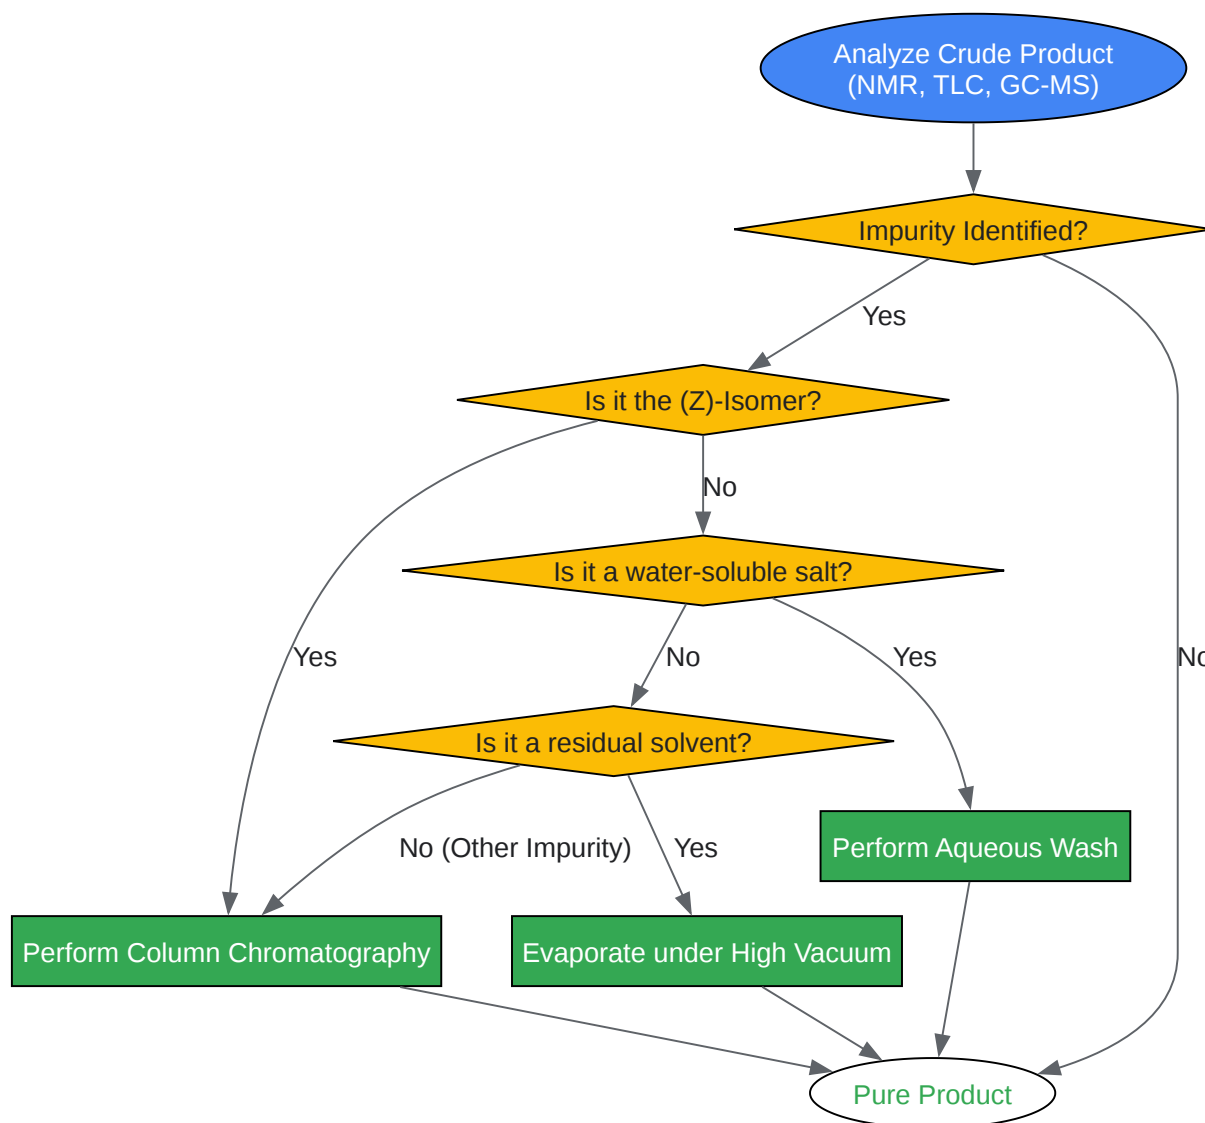 Analyze Crude Product
(NMR, TLC, GC-MS)
Impurity Identified?
Yes
Is it the (Z)-Isomer?
No
Is it a water-soluble salt?
Yes
No
Yes
No
Is it a residual solvent?
No (Other Impurity)
Yes
Perform Aqueous Wash
Perform Column Chromatography
Evaporate under High Vacuum
Pure Product